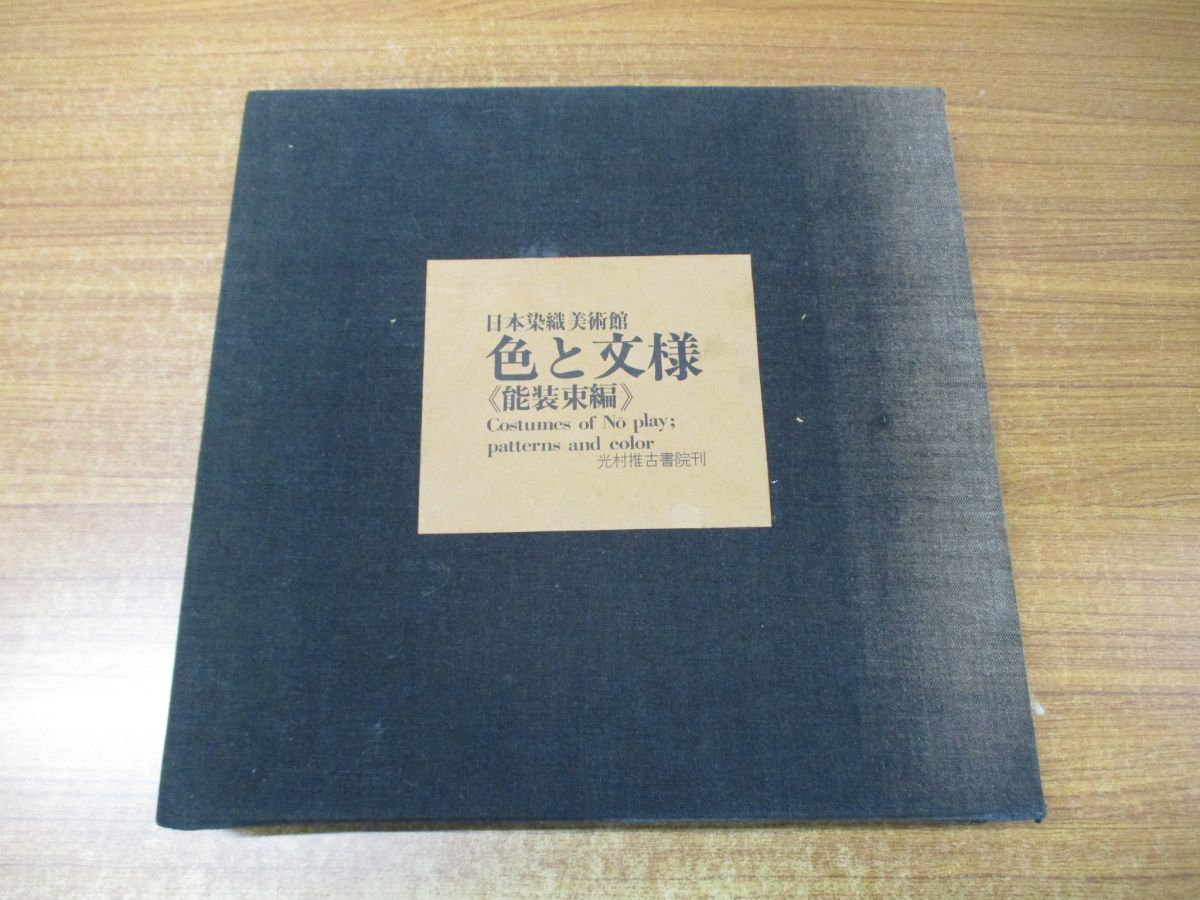 日本染織美術館
色と文様
《能装束編》
Costumes of Nō play;
patterns and color
光村推古書院刊